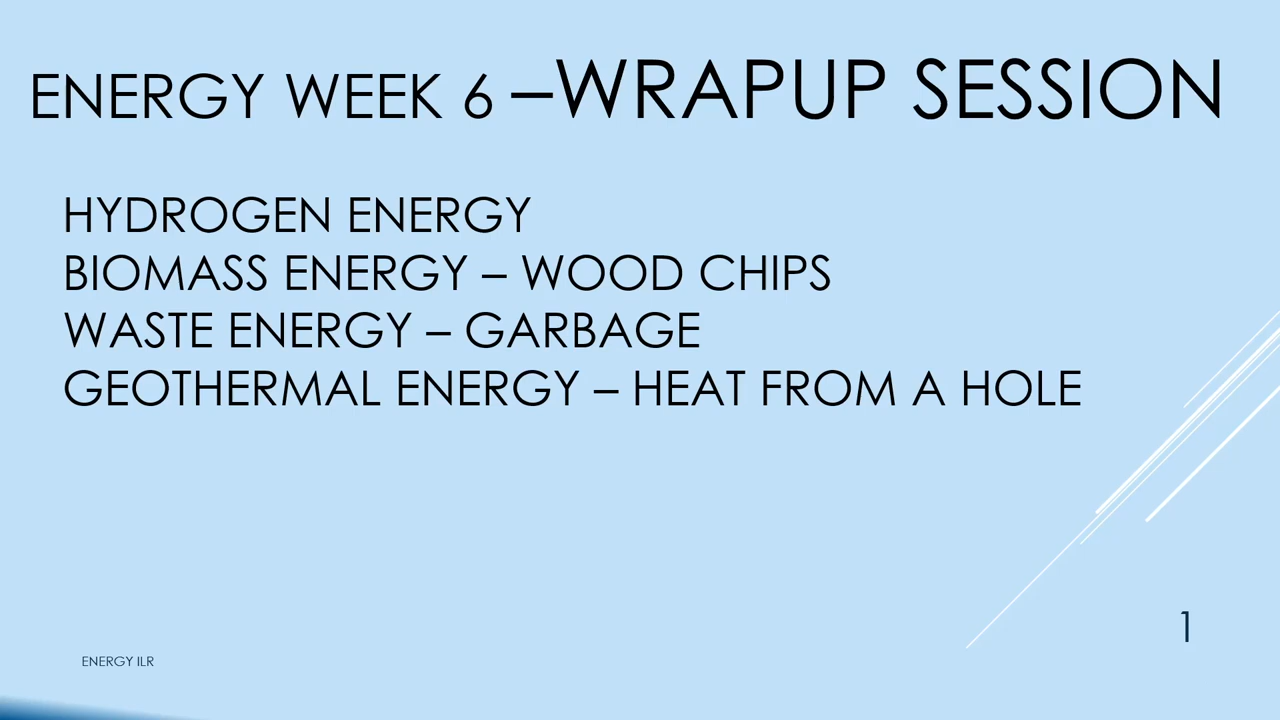 ENERGY WEEK 6 –WRAPUP SESSION
HYDROGEN ENERGY
BIOMASS ENERGY – WOOD CHIPS
WASTE ENERGY – GARBAGE
GEOTHERMAL ENERGY – HEAT FROM A HOLE
1
ENERGY ILR